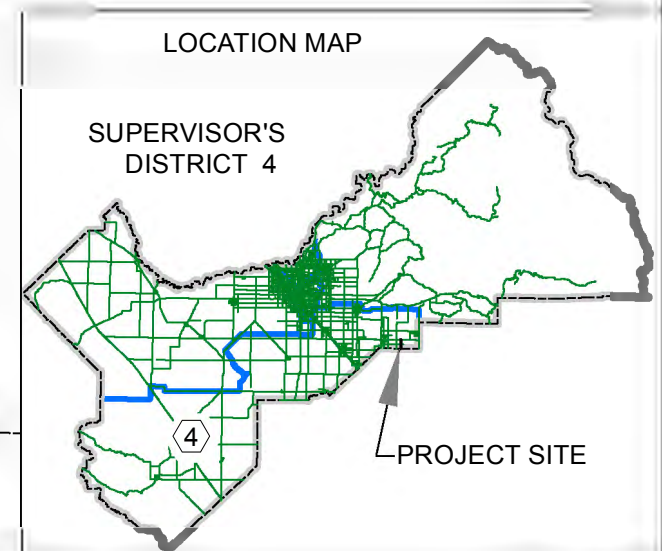 LOCATION MAP
SUPERVISOR'S
DISTRICT 4
4
PROJECT SITE